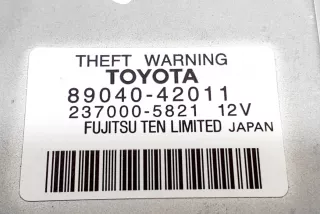 THEFT WARNING
TOYOTA
89040-42011
237000-5821 12V
FUJITSU TEN LIMITED JAPAN